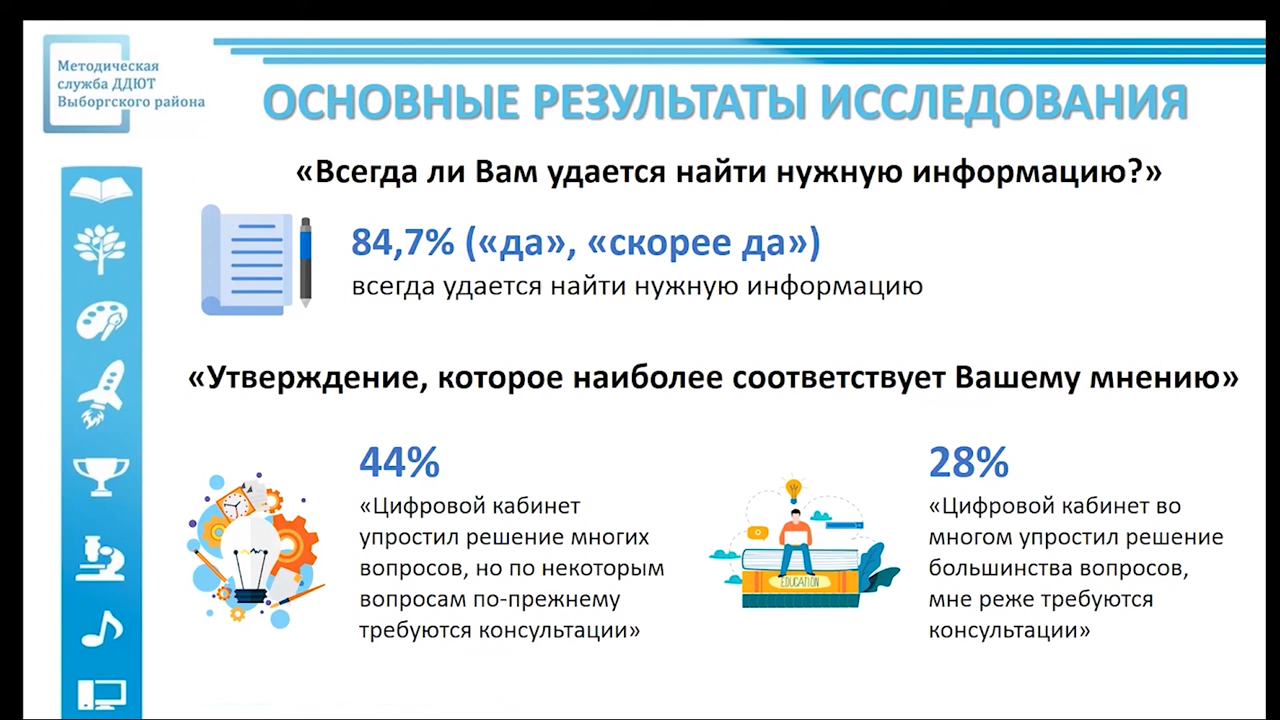 Методическая
служба ДДЮТ
Выборгского района
ОСНОВНЫЕ РЕЗУЛЬТАТЫ ИССЛЕДОВАНИЯ
«Всегда ли Вам удается найти нужную информацию?»
84,7% («да», «скорее да»)
всегда удается найти нужную информацию
«Утверждение, которое наиболее соответствует Вашему мнению»
44%
«Цифровой кабинет
упростил решение многих
вопросов, но по некоторым
вопросам по-прежнему
требуются консультации»
EDUCATION
28%
«Цифровой кабинет во
многом упростил решение
большинства вопросов,
мне реже требуются
консультации»